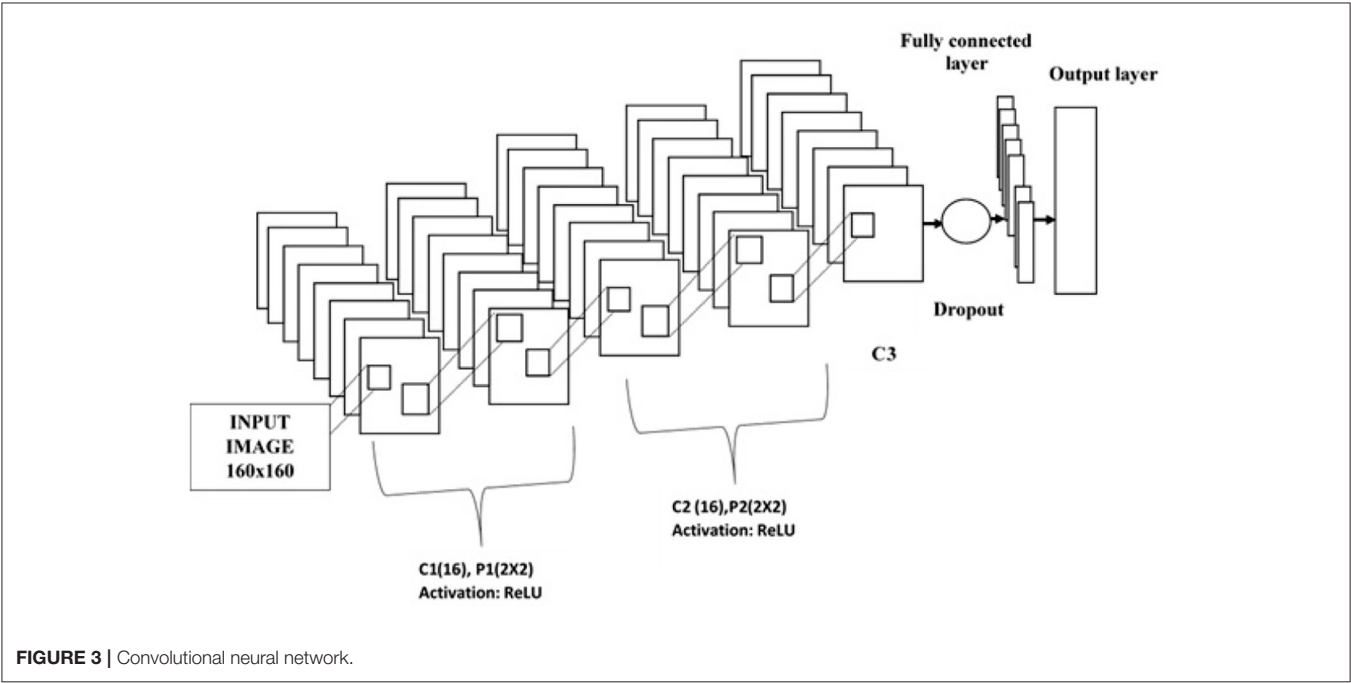 Fully connected
layer
Output layer
Dropout
C3
INPUT
IMAGE
160x160
C2 (16),P2(2X2)
Activation: ReLU
C1(16), P1(2X2)
Activation: ReLU
FIGURE 3 | Convolutional neural network.